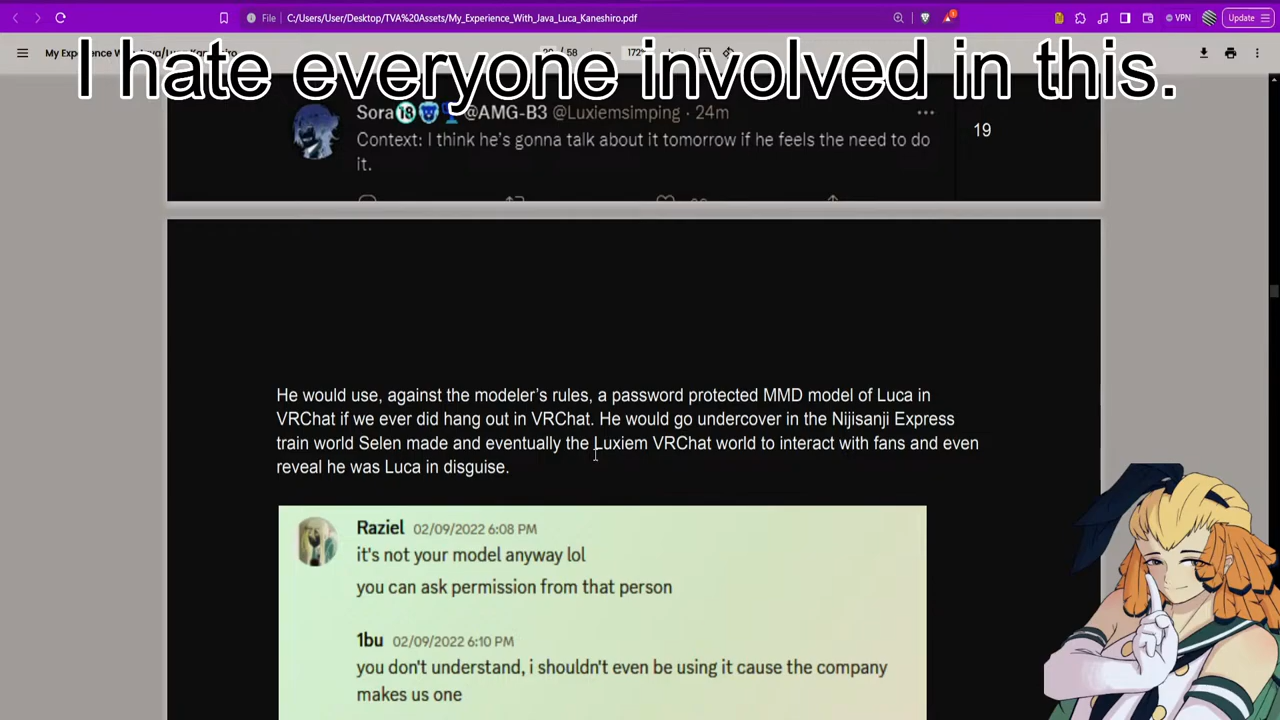 File C:/Users/User/Desktop/TVA%20Assets/My_Experience_With_Java_Luca_Kaneshiro.pdf VPN Update
I hate everyone involved in this.
58 172%
Sora @AMG-B3 @Luxiemsimping · 24m
Context: I think he's gonna talk about it tomorrow if he feels the need to do
it.
19
He would use, against the modeler's rules, a password protected MMD model of Luca in
VRChat if we ever did hang out in VRChat. He would go undercover in the Nijisanji Express
train world Selen made and eventually the Luxiem VRChat world to interact with fans and even
reveal he was Luca in disguise.
Raziel 02/09/2022 6:08 PM
it's not your model anyway lol
you can ask permission from that person
1bu 02/09/2022 6:10 PM
you don't understand, i shouldn't even be using it cause the company
makes us one